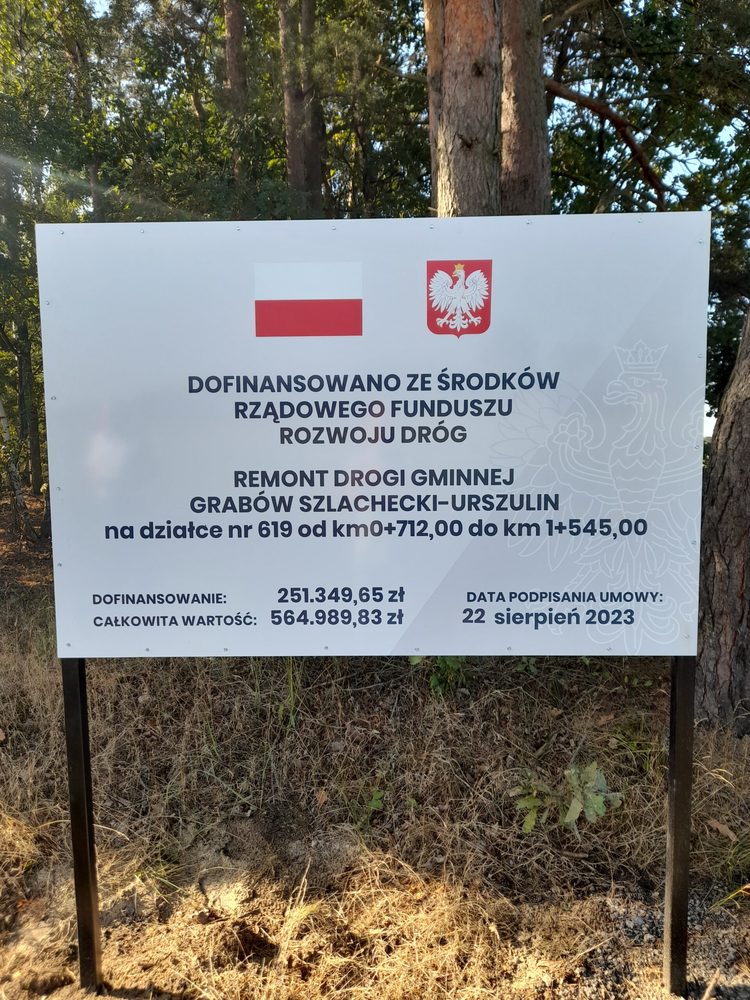 DOFINANSOWANO ZE ŚRODKÓW
RZĄDOWEGO FUNDUSZU
ROZWOJU DRÓG
REMONT DROGI GMINNEJ
GRABÓW SZLACHECKI-URSZULIN
na działce nr 619 od km0+712,00 do km 1+545,00
DOFINANSOWANIE: 251.349,65 zł
CAŁKOWITA WARTOŚĆ: 564.989,83 zł
DATA PODPISANIA UMOWY:
22 sierpień 2023